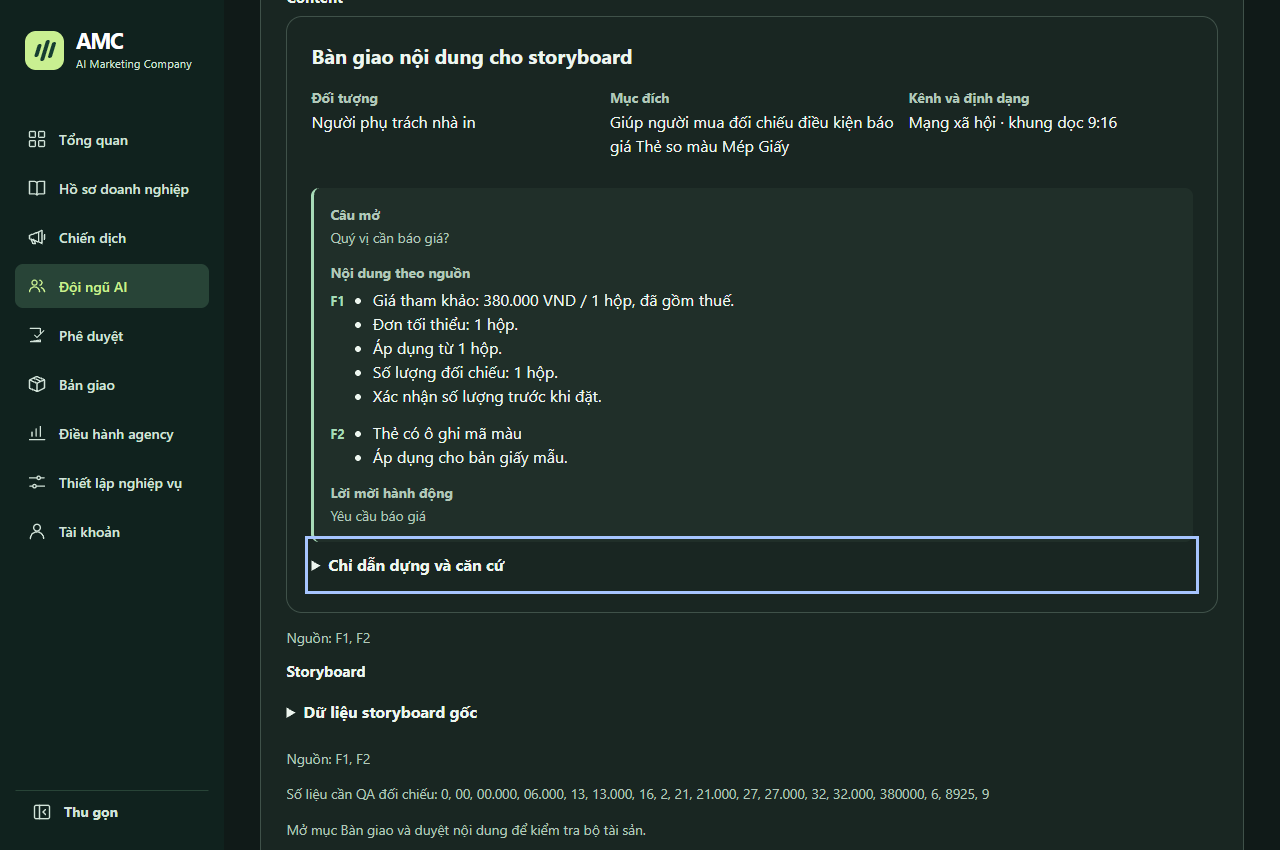 Content
AMC
AI Marketing Company
Tổng quan
Hồ sơ doanh nghiệp
Chiến dịch
Đội ngũ AI
Phê duyệt
Bản giao
Điều hành agency
Thiết lập nghiệp vụ
Tài khoản
Thu gọn
Bàn giao nội dung cho storyboard
Đối tượng
Người phụ trách nhà in
Mục đích
Giúp người mua đối chiếu điều kiện báo
giá Thẻ so màu Mép Giấy
Kênh và định dạng
Mạng xã hội · khung dọc 9:16
Câu mở
Quý vị cần báo giá?
Nội dung theo nguồn
F1 • Giá tham khảo: 380.000 VND / 1 hộp, đã gồm thuế.
• Đơn tối thiểu: 1 hộp.
• Áp dụng từ 1 hộp.
• Số lượng đối chiếu: 1 hộp.
• Xác nhận số lượng trước khi đặt.
F2 • Thẻ có ô ghi mã màu
• Áp dụng cho bản giấy mẫu.
Lời mời hành động
Yêu cầu báo giá
Chỉ dẫn dựng và căn cứ
Nguồn: F1, F2
Storyboard
Dữ liệu storyboard gốc
Nguồn: F1, F2
Số liệu cần QA đối chiếu: 0, 00, 00.000, 06.000, 13, 13.000, 16, 2, 21, 21.000, 27, 27.000, 32, 32.000, 380000, 6, 8925, 9
Mở mục Bàn giao và duyệt nội dung để kiểm tra bộ tài sản.